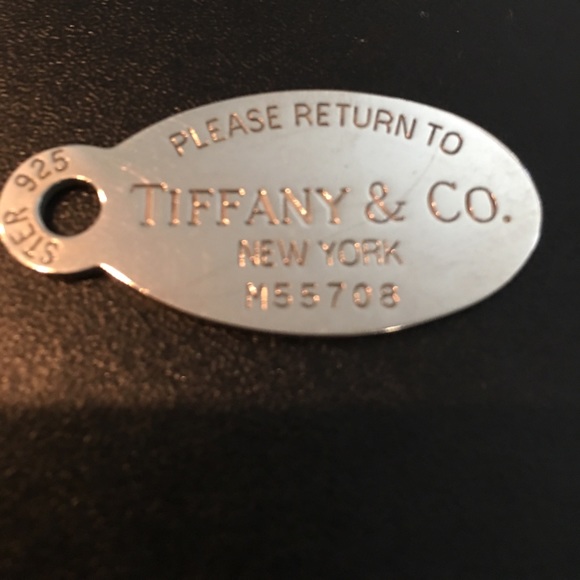 PLEASE RETURN TO
TIFFANY & CO.
NEW YORK
M55708
STER 925